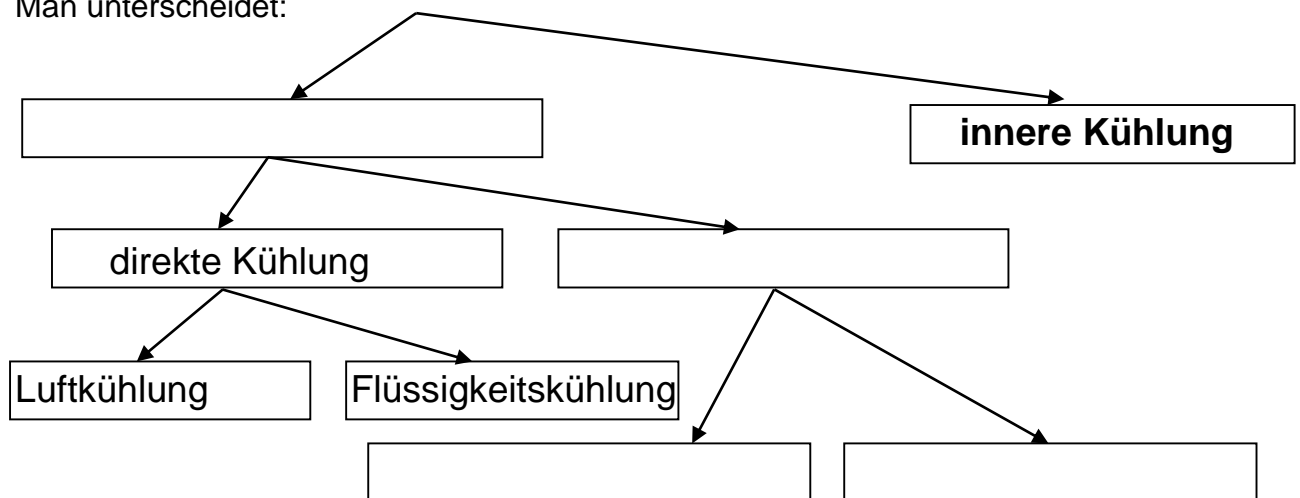 Man unterscheidet:
innere Kühlung
direkte Kühlung
Luftkühlung
Flüssigkeitskühlung